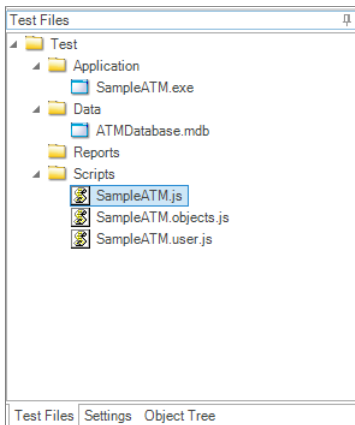 Test Files
Test
Application
SampleATM.exe
Data
ATMDatabase.mdb
Reports
Scripts
SampleATM.js
SampleATM.objects.js
SampleATM.user.js
Test Files Settings Object Tree